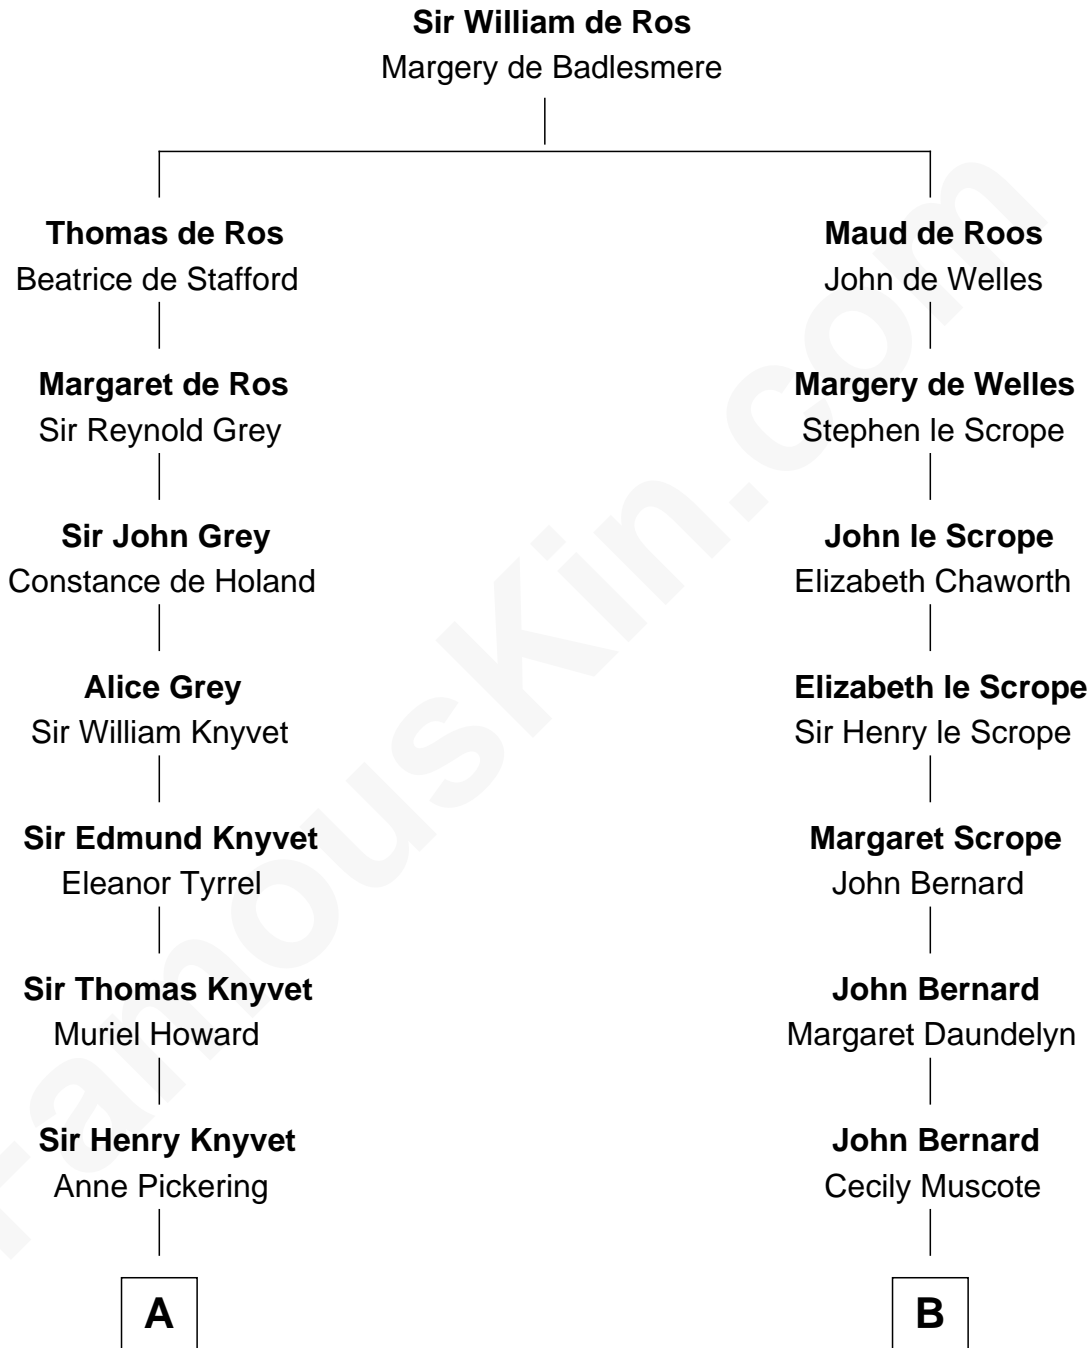 Sir William de Ros
Margery de Badlesmere
Thomas de Ros
Beatrice de Stafford
Maud de Roos
John de Welles
Margaret de Ros
Sir Reynold Grey
Margery de Welles
Stephen le Scrope
Sir John Grey
Constance de Holand
John le Scrope
Elizabeth Chaworth
Alice Grey
Sir William Knyvet
Elizabeth le Scrope
Sir Henry le Scrope
Sir Edmund Knyvet
Eleanor Tyrrel
Margaret Scrope
John Bernard
Sir Thomas Knyvet
Muriel Howard
John Bernard
Margaret Daundelyn
Sir Henry Knyvet
Anne Pickering
John Bernard
Cecily Muscote
A
B
FamousKin.com